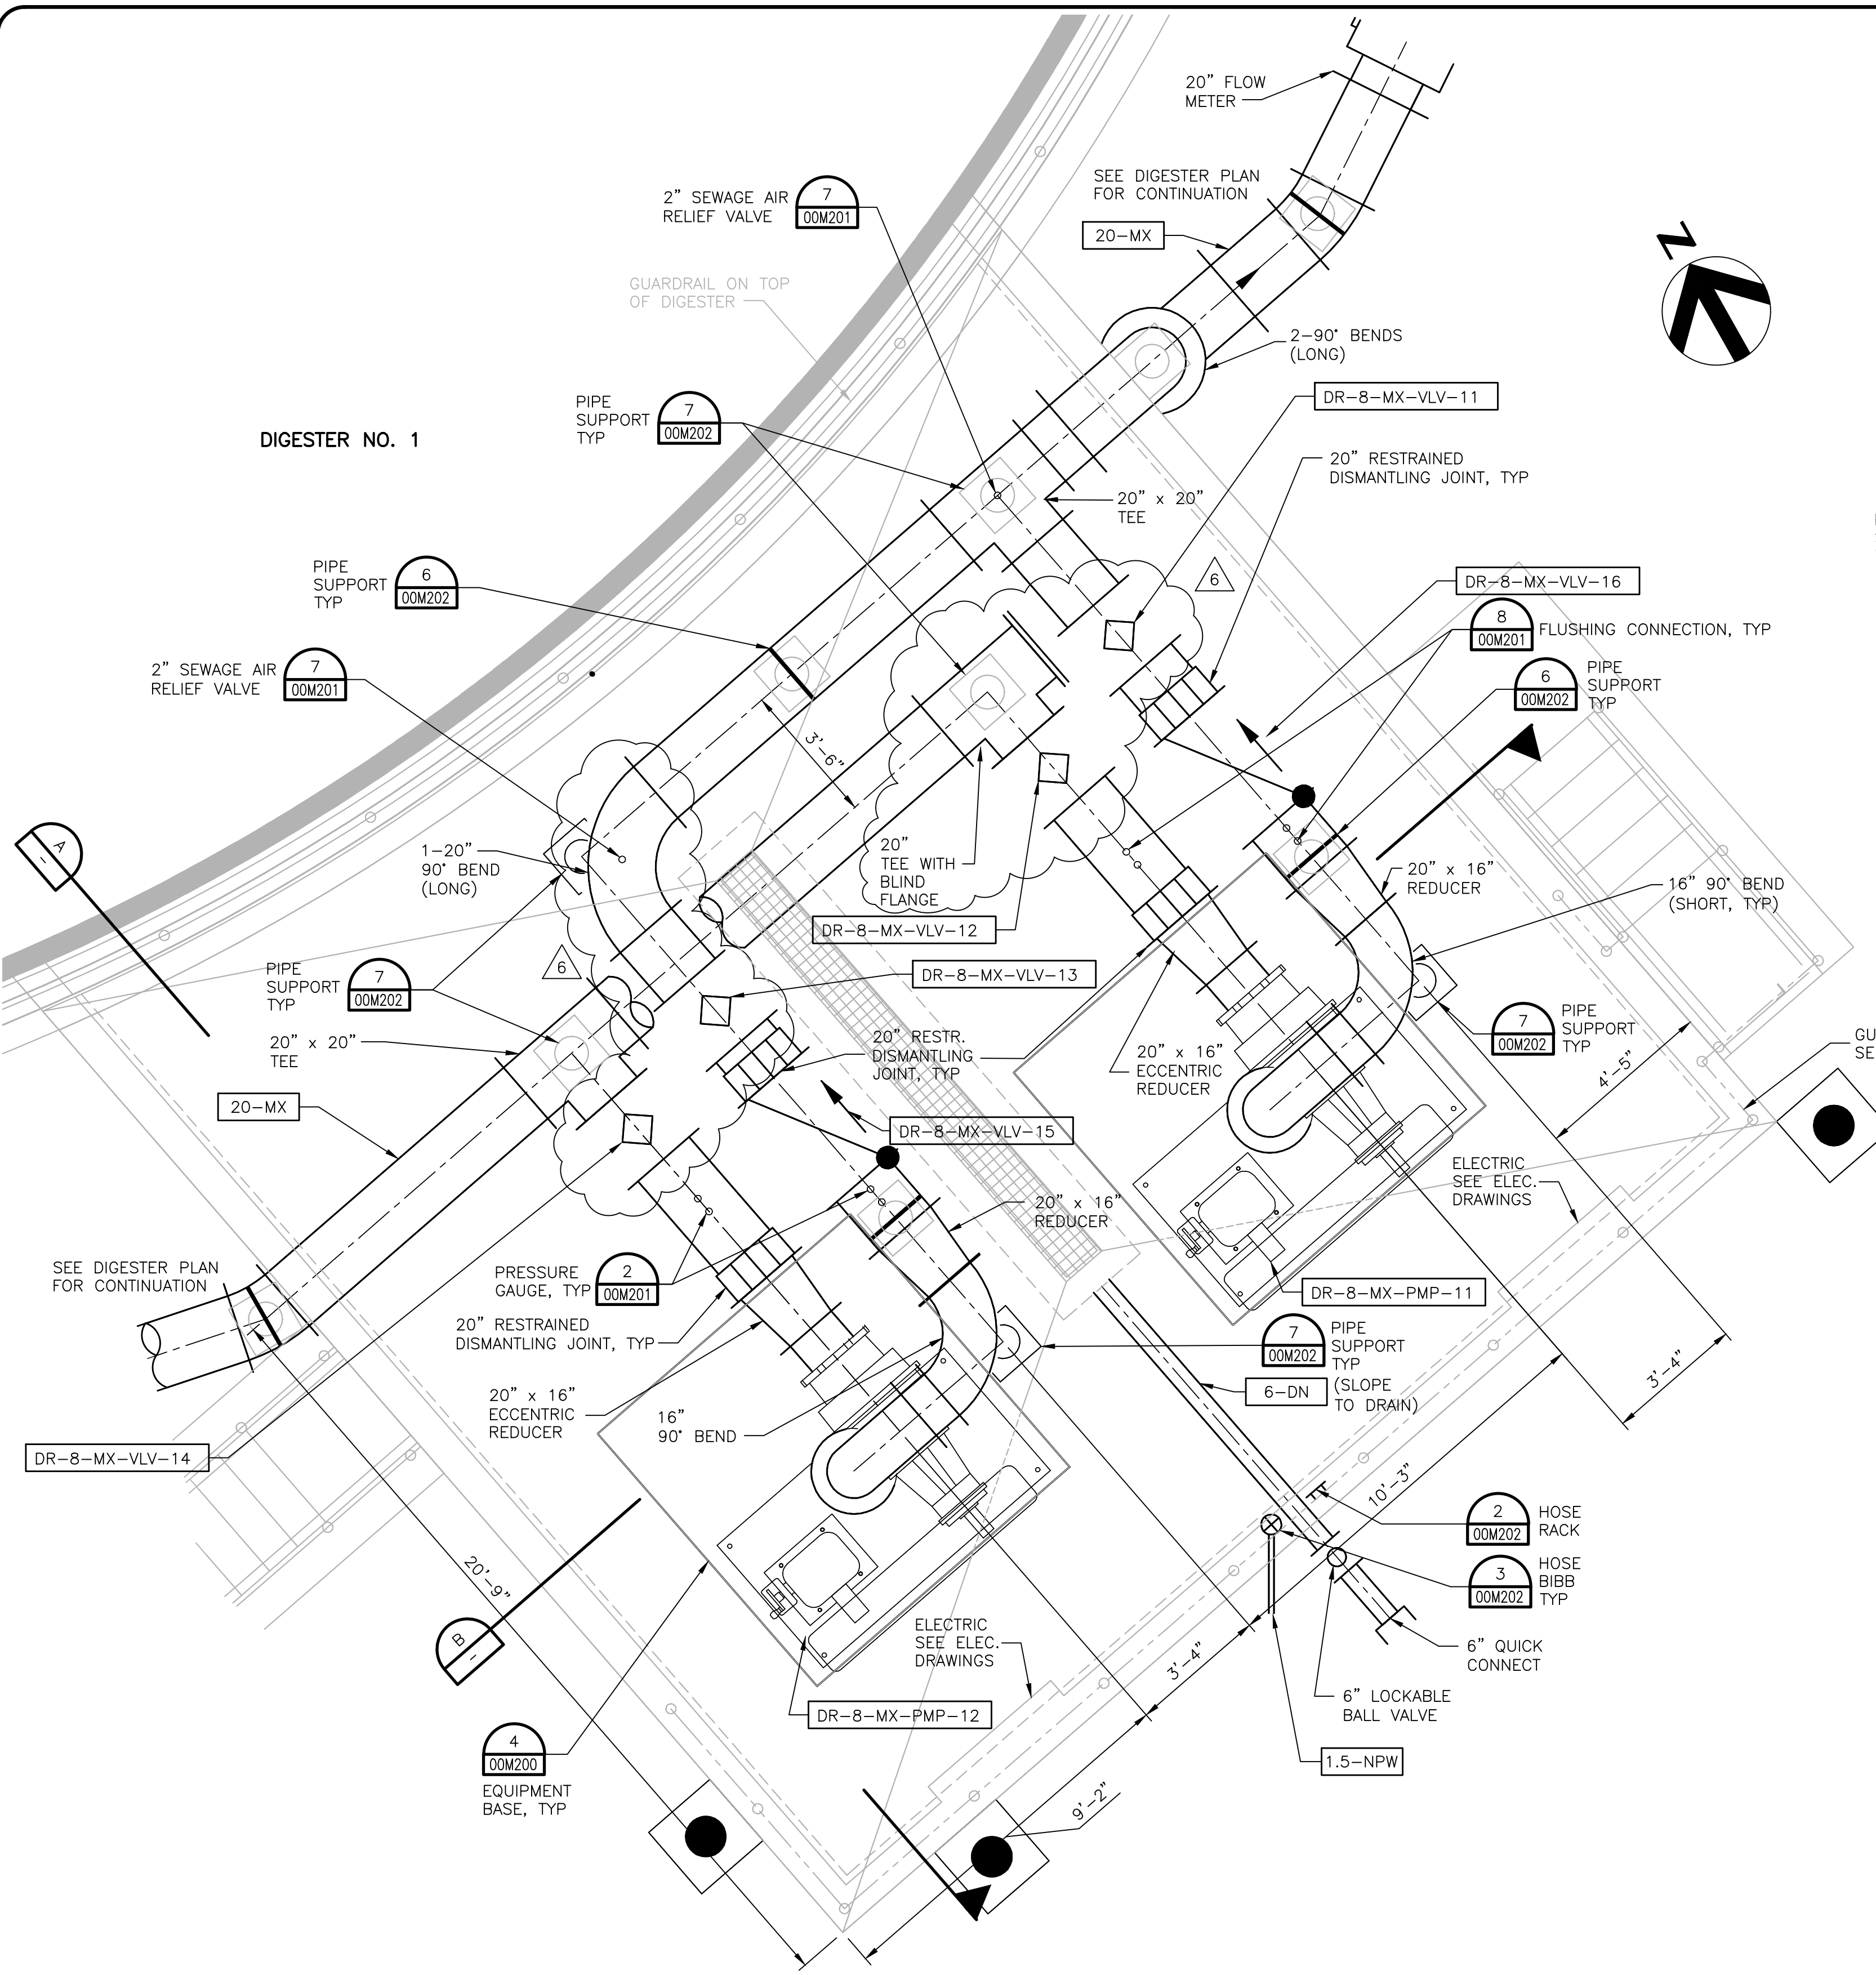 20" FLOW
METER
2" SEWAGE AIR
RELIEF VALVE
7
00M201
SEE DIGESTER PLAN
FOR CONTINUATION
20-MX
N
GUARDRAIL ON TOP
OF DIGESTER
2-90° BENDS
(LONG)
DR-8-MX-VLV-11
PIPE
SUPPORT
TYP
7
00M202
DIGESTER NO. 1
20" RESTRAINED
DISMANTLING JOINT, TYP
20" x 20"
TEE
PIPE
SUPPORT
TYP
6
00M202
6
DR-8-MX-VLV-16
8
00M201
FLUSHING CONNECTION, TYP
2" SEWAGE AIR
RELIEF VALVE
7
00M201
6
00M202
PIPE
SUPPORT
TYP
3'-6"
A
-
1-20"
90° BEND
(LONG)
20"
TEE WITH
BLIND
FLANGE
20" x 16"
REDUCER
16" 90° BEND
(SHORT, TYP)
DR-8-MX-VLV-12
6
PIPE
SUPPORT
TYP
7
00M202
DR-8-MX-VLV-13
20" x 20"
TEE
20" RESTR.
DISMANTLING
JOINT, TYP
20" x 16"
ECCENTRIC
REDUCER
7
00M202
PIPE
SUPPORT
TYP
GU
SE
4'-5"
20-MX
DR-8-MX-VLV-15
ELECTRIC
SEE ELEC.
DRAWINGS
20" x 16"
REDUCER
SEE DIGESTER PLAN
FOR CONTINUATION
PRESSURE
GAUGE, TYP
2
00M201
DR-8-MX-PMP-11
20" RESTRAINED
DISMANTLING JOINT, TYP
7
00M202
PIPE
SUPPORT
TYP
3'-4"
6-DN
(SLOPE
TO DRAIN)
20" x 16"
ECCENTRIC
REDUCER
16"
90° BEND
DR-8-MX-VLV-14
10'-3"
2
00M202
HOSE
RACK
20'-9"
3
00M202
HOSE
BIBB
TYP
B
-
ELECTRIC
SEE ELEC.
DRAWINGS
3'-4"
6" QUICK
CONNECT
6" LOCKABLE
BALL VALVE
DR-8-MX-PMP-12
4
00M200
EQUIPMENT
BASE, TYP
1.5-NPW
9'-2"